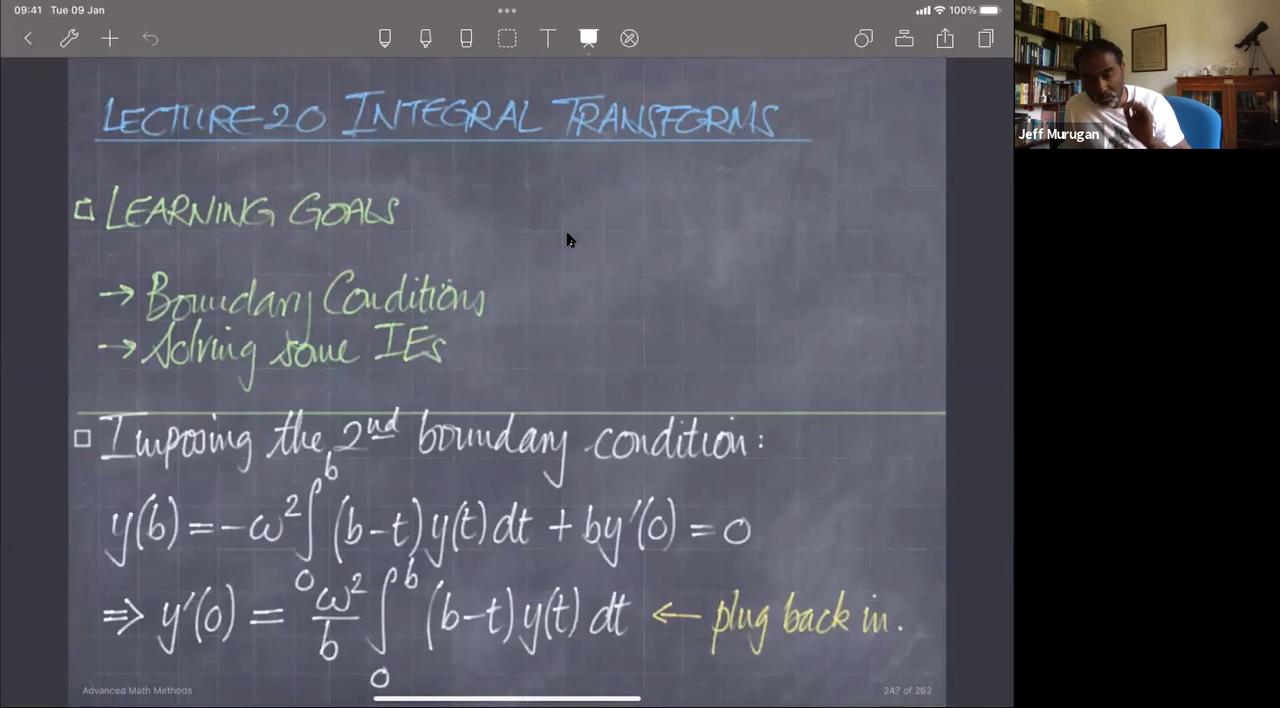 09:41 Tue 09 Jan
100%
LECTURE 20 INTEGRAL TRANSFORMS
Jeff Murugan
□ LEARNING GOALS
→ Boundary Conditions
→ Solving some IEs
□ Imposing the 2nd boundary condition:
y(b) = -ω² ∫₀ᵇ (b-t) y(t) dt + by'(0) = 0
⇒ y'(0) = ω²/b ∫₀ᵇ (b-t) y(t) dt ← plug back in.
Advanced Math Methods
247 of 262